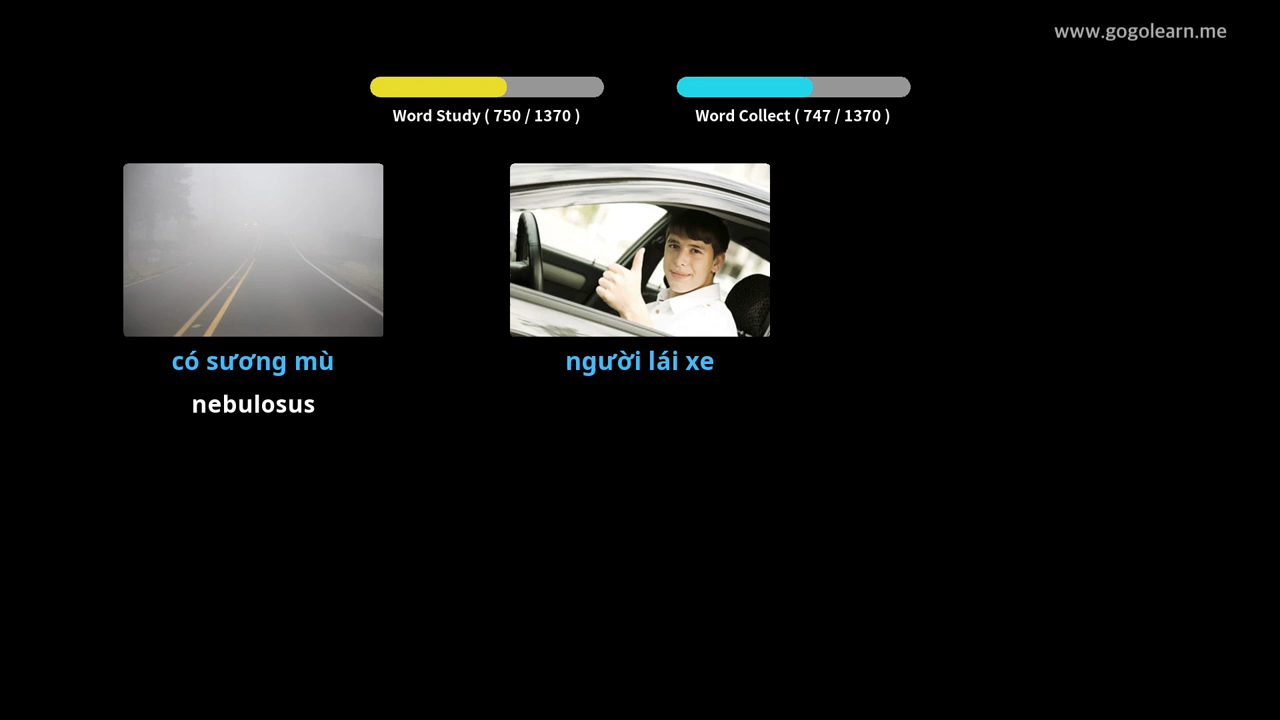 www.gogolearn.me
Word Study ( 750 / 1370 )
Word Collect ( 747 / 1370 )
có sương mù
người lái xe
nebulosus